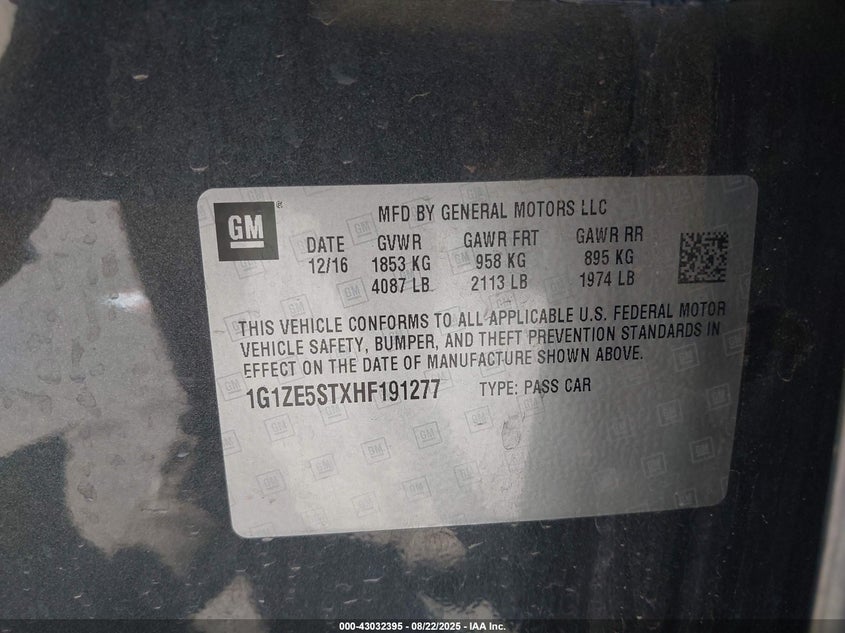 GM
MFD BY GENERAL MOTORS LLC
DATE GVWR GAWR FRT GAWR RR
12/16 1853 KG 958 KG 895 KG
4087 LB 2113 LB 1974 LB
THIS VEHICLE CONFORMS TO ALL APPLICABLE U.S. FEDERAL MOTOR
VEHICLE SAFETY, BUMPER, AND THEFT PREVENTION STANDARDS IN
EFFECT ON THE DATE OF MANUFACTURE SHOWN ABOVE.
1G1ZE5STXHF191277 TYPE: PASS CAR
000-43032395 - 08/22/2025 - IAA Inc.